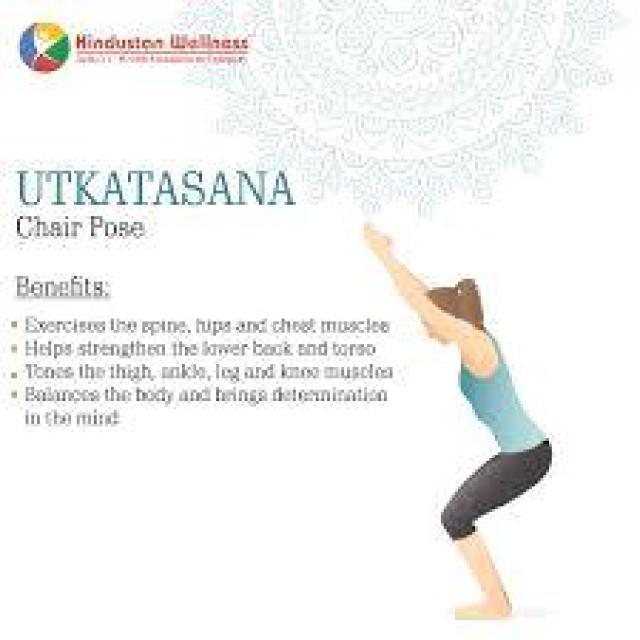 Hindustan Wellness
UTKATASANA
Chair Pose
Benefits:
• Exercises the spine, hips and chest muscles
• Helps strengthen the lower back and torso
• Tones the thigh, ankle, leg and knee muscles
• Balances the body and brings determination
in the mind